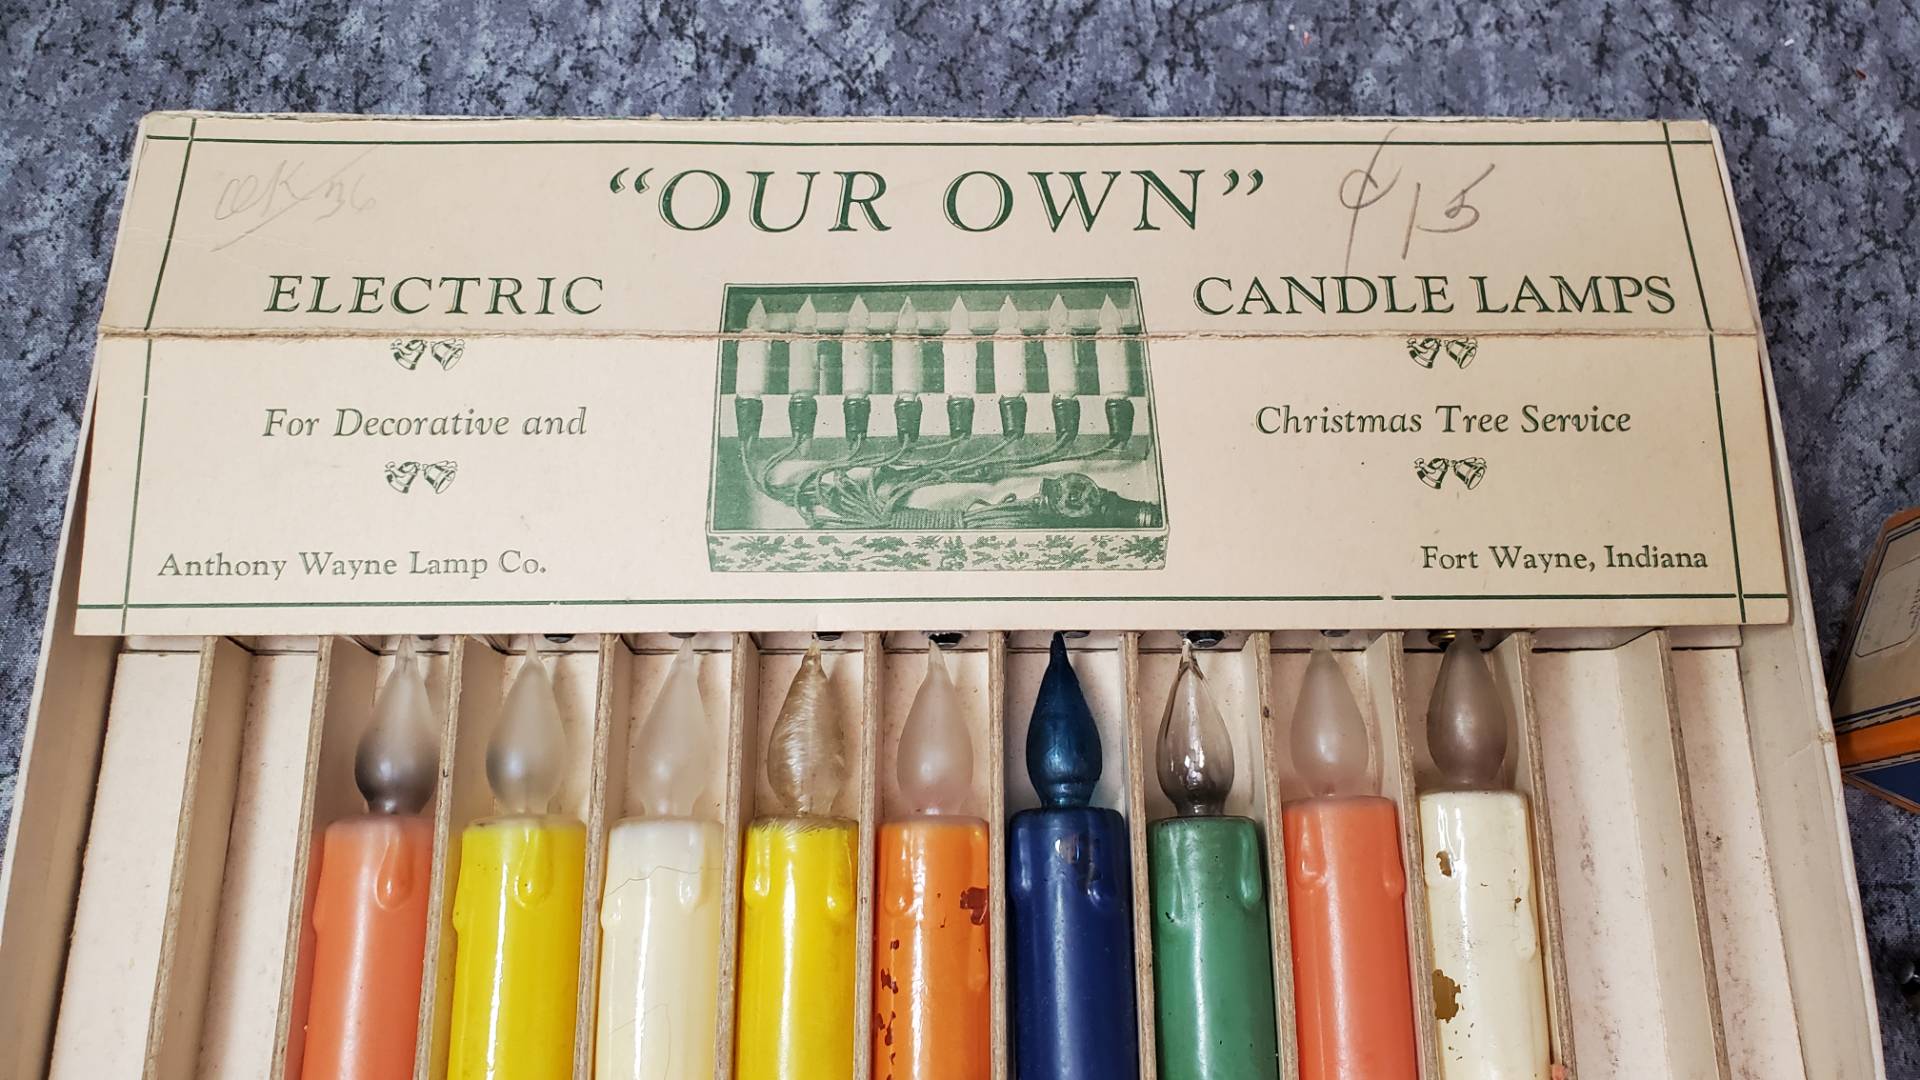 "OUR OWN"
ELECTRIC
CANDLE LAMPS
For Decorative and
Christmas Tree Service
Anthony Wayne Lamp Co.
Fort Wayne, Indiana